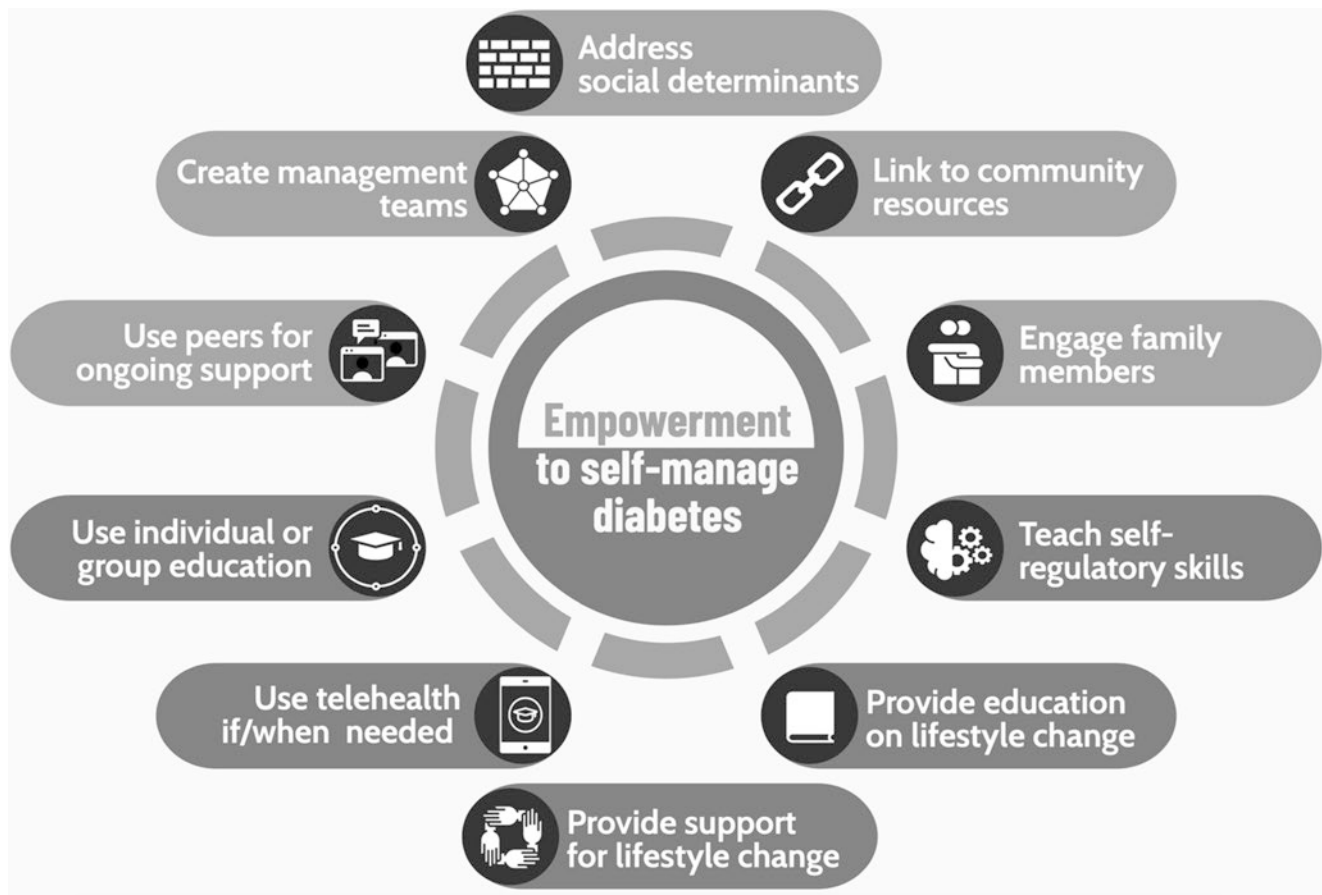 Address
social determinants
Create management
teams
Link to community
resources
Use peers for
ongoing support
Engage family
members
Empowerment
to self-manage
diabetes
Use individual or
group education
Teach self-
regulatory skills
Use telehealth
if/when needed
Provide education
on lifestyle change
Provide support
for lifestyle change